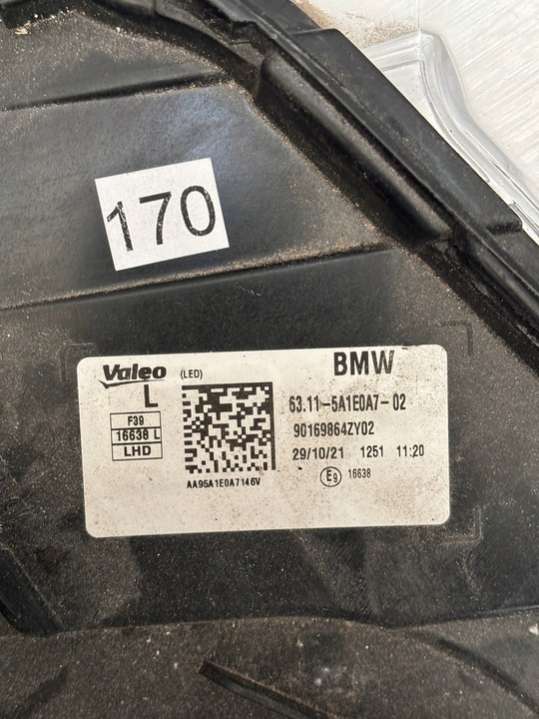 170
Valeo (LED) BMW
L
F39
16638 L
LHD
AA95A1E0A7146V
63.11-5A1E0A7-02
90169864ZY02
29/10/21 1251 11:20
E9 16638